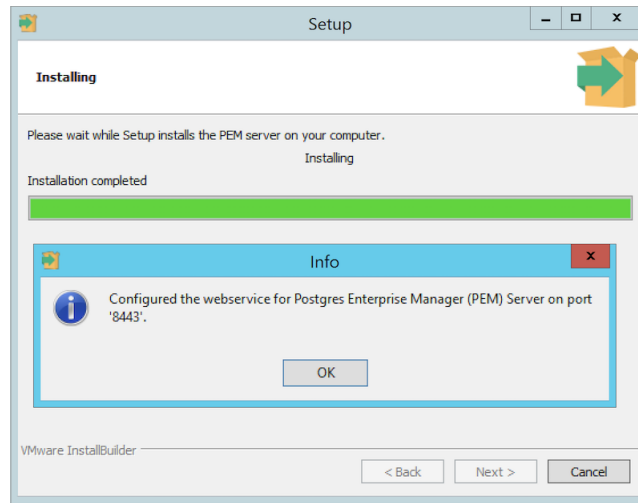 Setup
Installing
Please wait while Setup installs the PEM server on your computer.
Installing
Installation completed
Info
Configured the webservice for Postgres Enterprise Manager (PEM) Server on port
'8443'.
OK
VMware InstallBuilder
< Back Next > Cancel